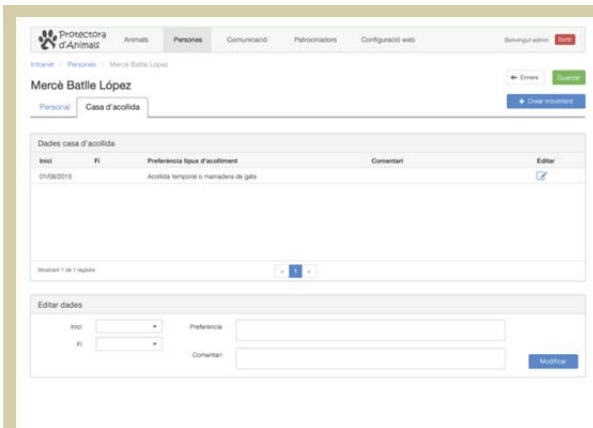 Protectora
d'Animals
Animals Persones Comunicació Patrocinadors Configuració web Benvingut admin Sortir
Intranet / Persones / Mercè Batlle López
← Enrere Guardar
Mercè Batlle López
Personal Casa d'acollida
+ Crear moviment
Dades casa d'acollida
Inici Fi Preferència tipus d'acolliment Comentari Editar
01/09/2015 Acollida temporal o mamadera de gats
Mostrant 1 de 1 registre « 1 »
Editar dades
Inici Preferència
Fi
Comentari
Modificar